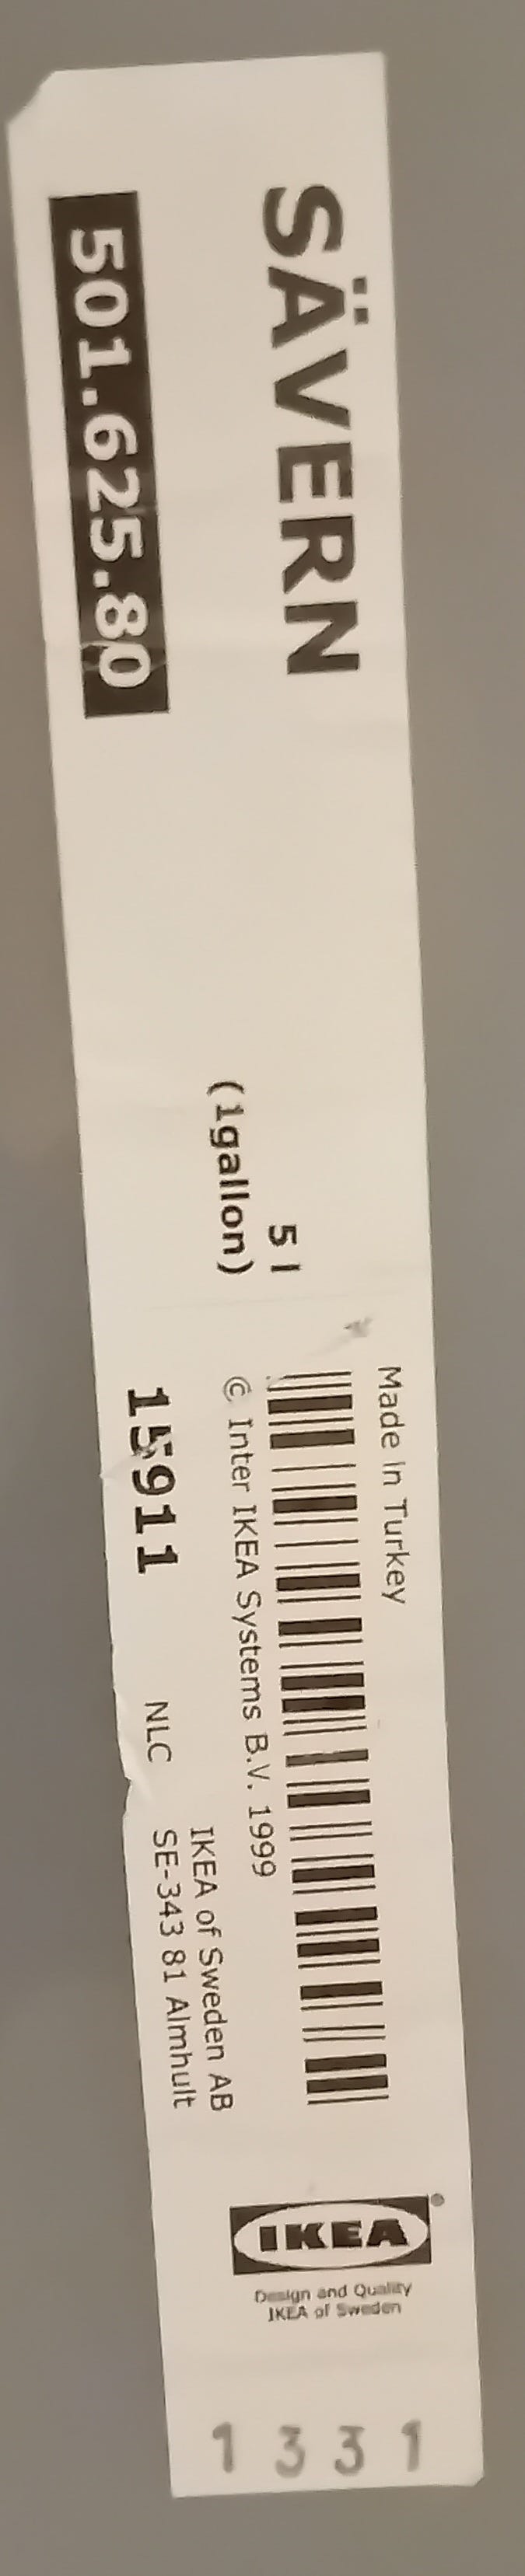 SÄVERN
501.625.80
5 l
(1gallon)
Made in Turkey
© Inter IKEA Systems B.V. 1999
15911
NLC
IKEA of Sweden AB
SE-343 81 Almhult
IKEA®
Design and Quality
IKEA of Sweden
1331